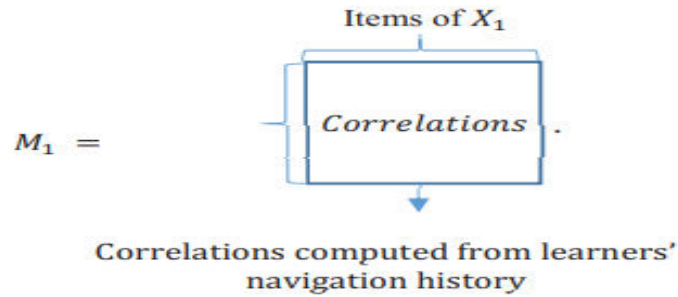 Items of X₁
M₁ = Correlations .
Correlations computed from learners’
navigation history